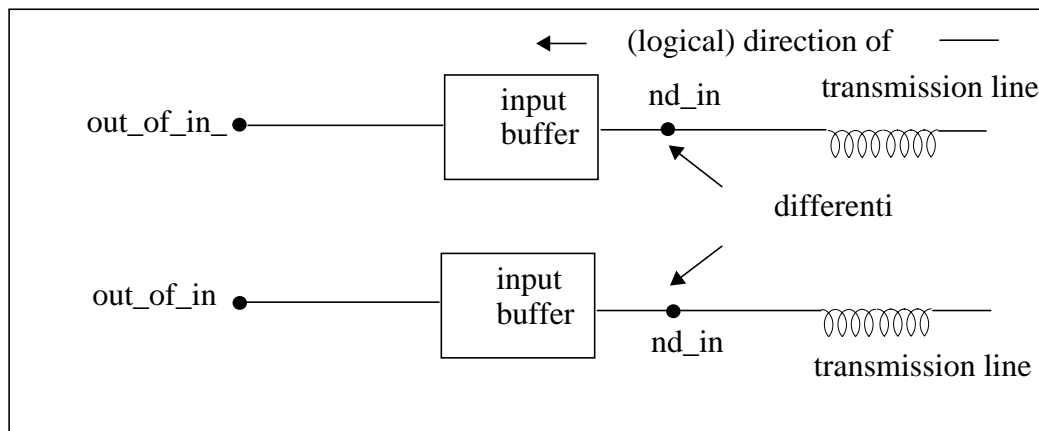 (logical) direction of
transmission line
input
buffer
nd_in
out_of_in_
differenti
input
buffer
out_of_in
nd_in
transmission line